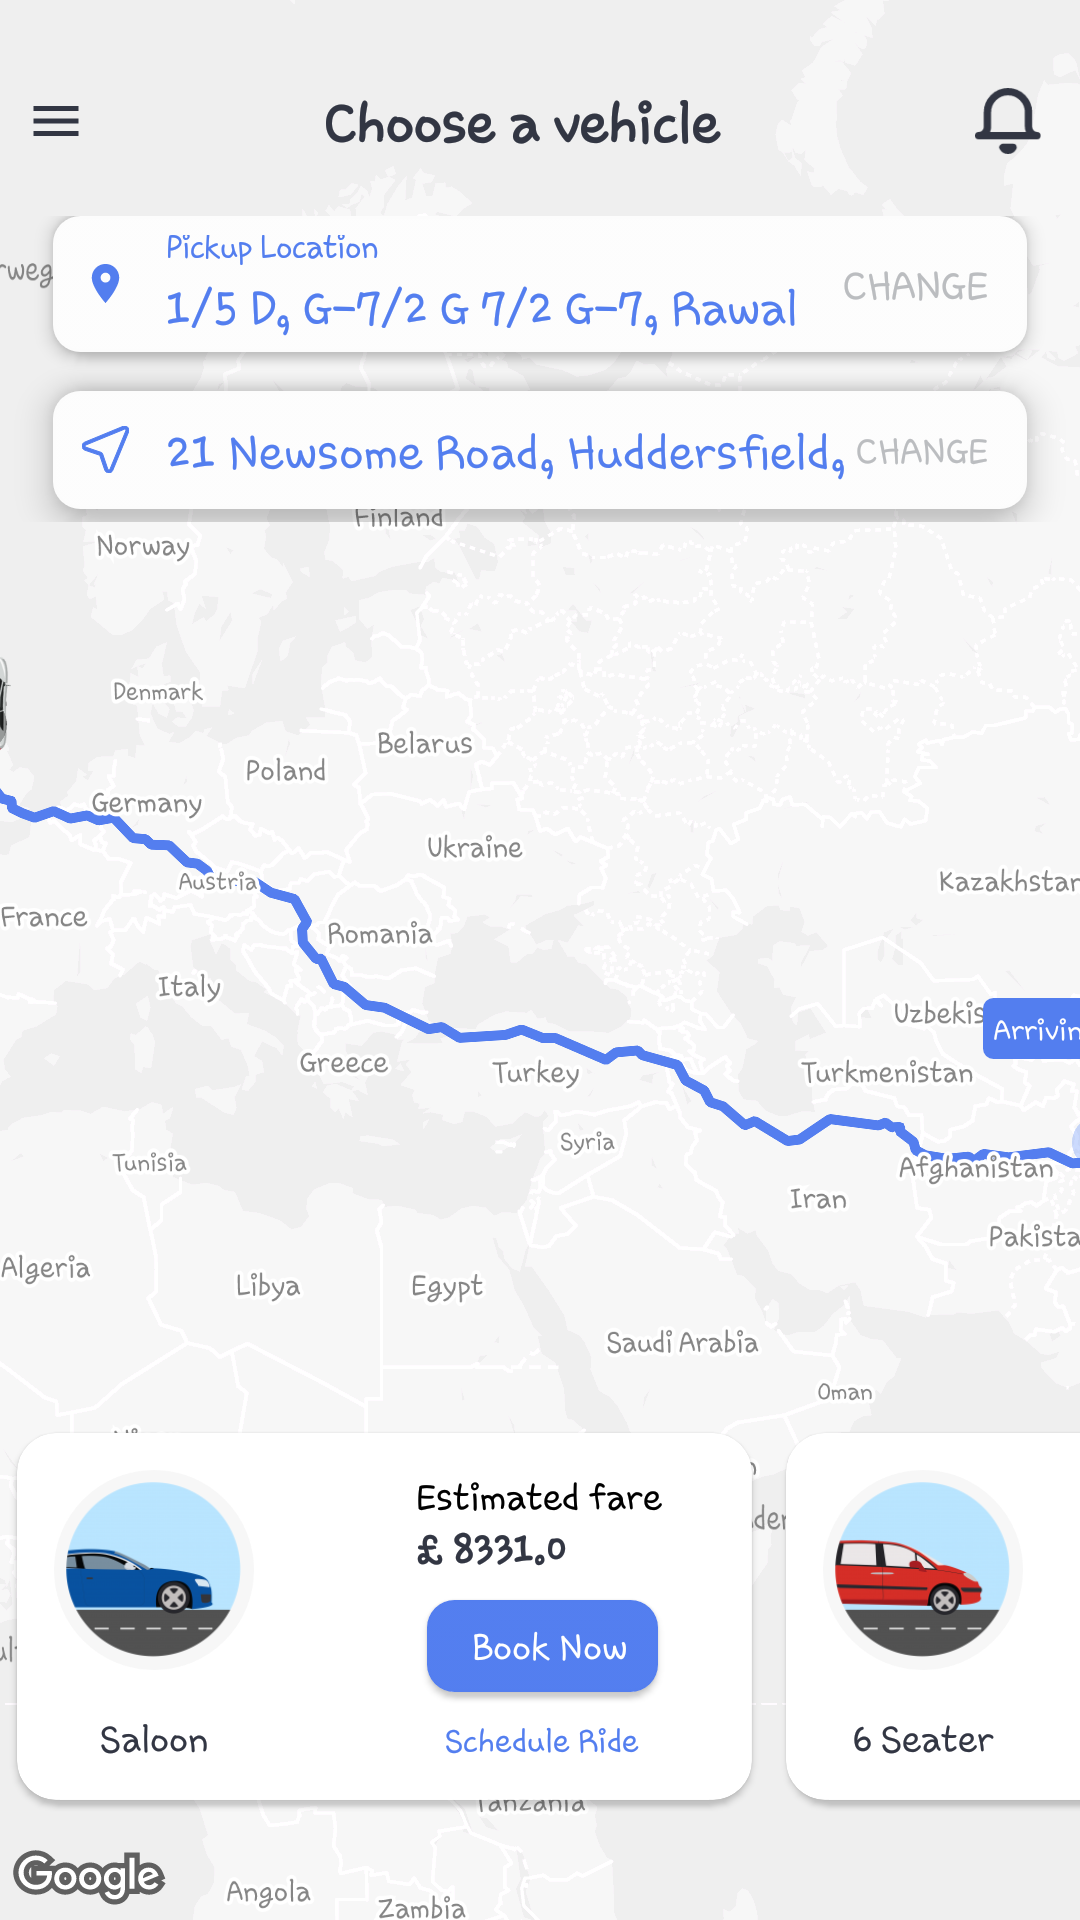 Choose a vehicle
Pickup Location
1/5 D, G-7/2 G 7/2 G-7, Rawal
CHANGE
21 Newsome Road, Huddersfield,
CHANGE
Finland
Norway
Denmark
Belarus
Poland
Germany
Ukraine
Austria
Kazakhstan
France
Romania
Italy
Uzbekis
Arrivin
Greece
Turkey
Turkmenistan
Syria
Tunisia
Afghanistan
Iran
Pakista
Algeria
Libya
Egypt
Saudi Arabia
Oman
Estimated fare
£ 8331.0
Book Now
Saloon
Schedule Ride
6 Seater
Tanzania
Google
Angola
Zambia